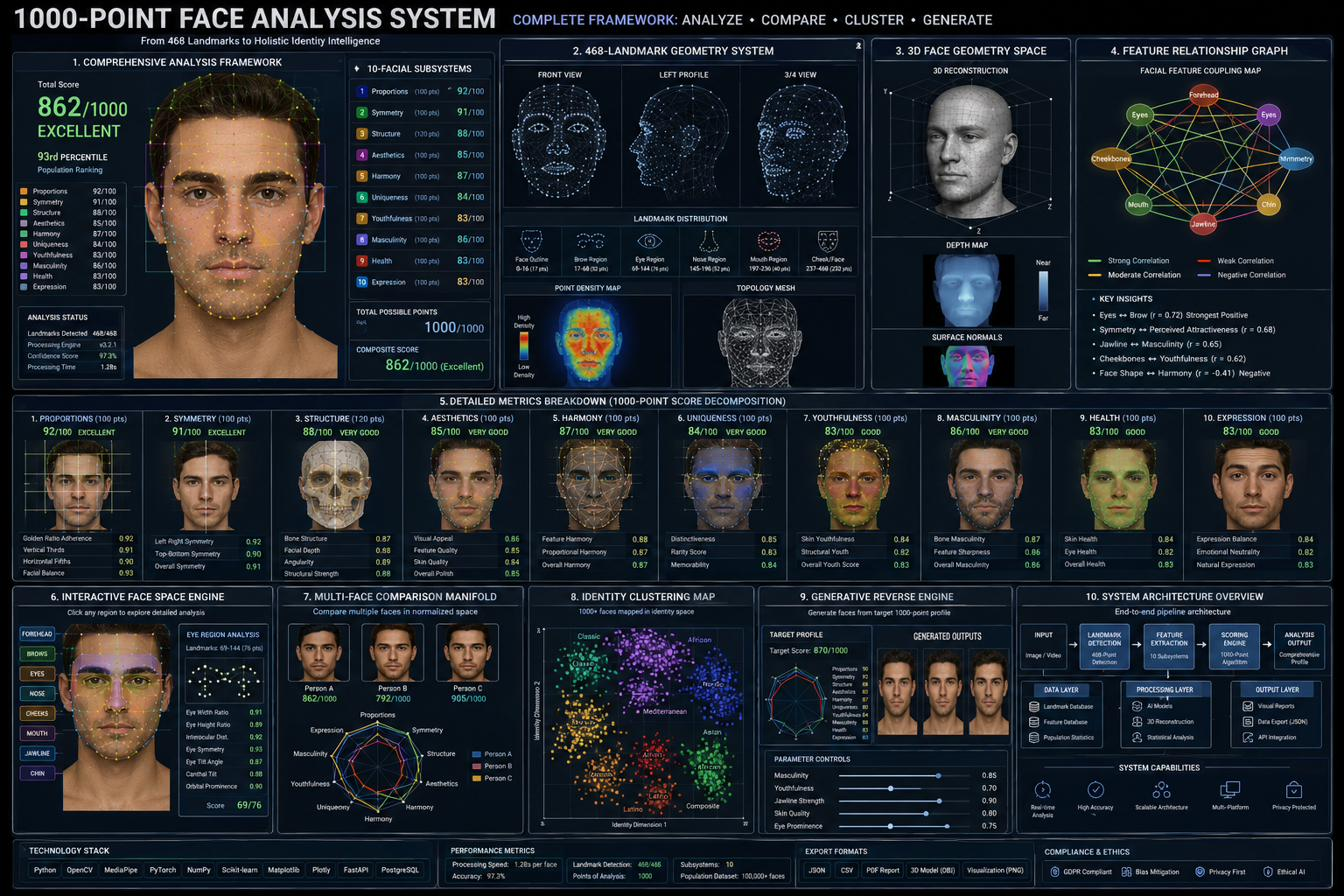 1000-POINT FACE ANALYSIS SYSTEM
COMPLETE FRAMEWORK: ANALYZE • COMPARE • CLUSTER • GENERATE
From 468 Landmarks to Holistic Identiy Intelligence
1. COMPREHENSIVE ANALYSIS FRAMEWORK
Total Score
862/1000
EXCELLENT
93rd PERCENTILE
Population Ranking
Proportions 92/100
Symmetry 91/100
Structure 88/100
Aesthetics 85/100
Harmony 87/100
Uniqueness 84/100
Youthfulness 83/100
Masculinity 86/100
Health 83/100
Expression 83/100
ANALYSIS STATUS
Landmarks Detected 468/468
Processing Engine v3.2.1
Confidence Score 97.3%
Processing Time 1.28s
10-FACIAL SUBSYSTEMS
1 Proportions (100 pts) 92/100
2 Symmetry (100 pts) 91/100
3 Structure (120 pts) 88/100
4 Aesthetics (100 pts) 85/100
5 Harmony (100 pts) 87/100
6 Uniqueness (100 pts) 84/100
7 Youthfulness (100 pts) 83/100
8 Masculinity (100 pts) 86/100
9 Health (100 pts) 83/100
10 Expression (100 pts) 83/100
TOTAL POSSIBLE POINTS
1000/1000
COMPOSITE SCORE
862/1000 (Excellent)
2. 468-LANDMARK GEOMETRY SYSTEM
FRONT VIEW
LEFT PROFILE
3/4 VIEW
LANDMARK DISTRIBUTION
Face Outline
0-16 (17 pts)
Brow Region
17-68 (52 pts)
Eye Region
69-144 (76 pts)
Nose Region
145-196 (52 pts)
Mouth Region
197-236 (40 pts)
Cheek/Face
237-468 (232 pts)
POINT DENSITY MAP
High
Density
Low
Density
TOPOLOGY MESH
3. 3D FACE GEOMETRY SPACE
3D RECONSTRUCTION
Y
Z
Z
Z
DEPTH MAP
Near
Far
SURFACE NORMALS
4. FEATURE RELATIONSHIP GRAPH
FACIAL FEATURE COUPLING MAP
Forehead
Eyes
Eyes
Cheekbones
Mmmetry
Mouth
Chin
Jawline
Strong Correlation
Weak Correlation
Moderate Correlation
Negative Correlation
• KEY INSIGHTS
• Eyes ↔ Brow (r = 0.72) Strongest Positive
• Symmetry ↔ Perceived Attractiveness (r = 0.68)
• Jawline ↔ Masculinity (r = 0.65)
• Cheekbones ↔ Youthfulness (r = 0.62)
• Face Shape ↔ Harmony (r = -0.41) Negative
5. DETAILED METRICS BREAKDOWN (1000-POINT SCORE DECOMPOSITION)
1. PROPORTIONS (100 pts)
92/100 EXCELLENT
Golden Ratio Adherence 0.92
Vertical Thirds 0.91
Horizontal Fifths 0.90
Facial Balance 0.93
2. SYMMETRY (100 pts)
91/100 EXCELLENT
Left Right Symmetry 0.92
Top-Bottom Symmetry 0.90
Overall Symmetry 0.91
3. STRUCTURE (120 pts)
88/100 VERY GOOD
Bone Structure 0.87
Facial Depth 0.88
Angularity 0.89
Structural Strength 0.88
4. AESTHETICS (100 pts)
85/100 VERY GOOD
Visual Appeal 0.86
Feature Quality 0.85
Skin Quality 0.84
Overall Polish 0.85
5. HARMONY (100 pts)
87/100 VERY GOOD
Feature Harmony 0.88
Proportional Harmony 0.87
Overall Harmony 0.87
6. UNIQUENESS (100 pts)
84/100 VERY GOOD
Distinctiveness 0.85
Rarity Score 0.83
Memorability 0.84
7. YOUTHFULNESS (100 pts)
83/100 GOOD
Skin Youthfulness 0.84
Structural Youth 0.82
Overall Youth Score 0.83
8. MASCULINITY (100 pts)
86/100 VERY GOOD
Bone Masculinity 0.87
Feature Sharpness 0.86
Overall Masculinity 0.86
9. HEALTH (100 pts)
83/100 GOOD
Skin Health 0.84
Eye Health 0.82
Overall Health 0.83
10. EXPRESSION (100 pts)
83/100 GOOD
Expression Balance 0.84
Emotional Neutality 0.82
Natural Expression 0.83
6. INTERACTIVE FACE SPACE ENGINE
Click any region to explore detailed analysis
FOREHEAD
BROWS
EYES
NOSE
CHEEKS
MOUTH
JAWLINE
CHIN
EYE REGION ANALYSIS
Landmarks: 69-144 (76 pts)
Eye Width Ratio 0.91
Eye Height Ratio 0.89
Interocular Dist. 0.92
Eye Symmetry 0.93
Eye Tilt Angle 0.87
Canthal Tilt 0.88
Orbital Prominence 0.90
Score 69/76
7. MULTI-FACE COMPARISON MANIFOLD
Compare multiple faces in normalized space
Person A
862/1000
Person B
792/1000
Person C
905/1000
Proportions
Expression
Symmetry
Masculinity
Structure
Youthfulness
Aesthetics
Uniquenomy
Harmony
Harmony
Person A
Person B
Person C
8. IDENTITY CLUSTERING MAP
1000+ faces mapped in identity space
Classic
African
Classic
Mediterranean
Asian
Latino
Composite
Identity Dimension 2
Identity Dimension 1
9. GENERATIVE REVERSE ENGINE
Generate faces from target 1000-point profile
TARGET PROFILE
Target Score: 870/1000
Proportions 90
Symmetry
Structure
Aesthetics
Harmony
Uniqueness
Youthfulness
Masculinity
Health
Expression
GENERATED OUTPUTS
PARAMETER CONTROLS
Masculinity 0.85
Youthfulness 0.70
Jawline Strength 0.90
Skin Quality 0.80
Eye Prominence 0.75
10. SYSTEM ARCHITECTURE OVERVIEW
End-to-end pipeline architecture
INPUT
Image / Video
LANDMARK
DETECTION
468-Point
Detection
FEATURE
EXTRACTION
10 Subsystems
SCORING
ENGINE
1000-Point
Algorithm
ANALYSIS
OUTPUT
Comprehensive
Profile
DATA LAYER
Landmark Database
Feature Database
Population Statistics
PROCESSING LAYER
AI Models
3D Reconstruction
Statistical Analysis
OUTPUT LAYER
Visual Reports
Data Export (JSON)
API Integration
SYSTEM CAPABILITIES
Real-time
Analysis
High Accuracy
Scalable Architecture
Multi-Platform
Privacy Protected
TECHNOLOGY STACK
Python
OpenCV
MediaPipe
PyTorch
NumPy
Scikit-learn
Matplotlib
Plotly
FastAPI
PostgreSQL
PERFORMANCE METRICS
Processing Speed: 1.28s per face
Accuracy: 97.3%
Landmark Detection: 468/468
Points of Analysis: 1000
Subsystems: 10
Population Dataset: 100,000+ faces
EXPORT FORMATS
JSON
CSV
PDF Report
3D Model (OBJ)
Visualization (PNG)
COMPLIANCE & ETHICS
GDPR Compliant
Bias Mitigation
Privacy First
Ethical AI